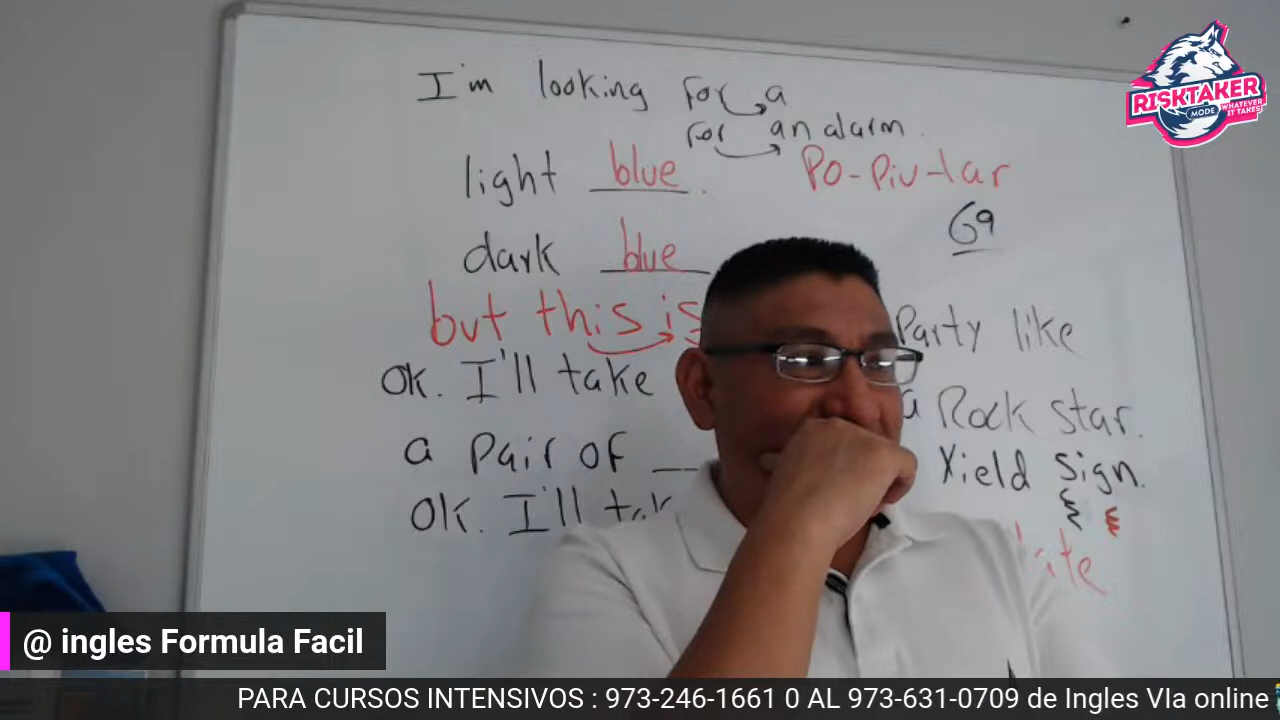 I'm looking for a
for an alarm.
light blue.
Po-piu-lar
69
dark blue
but this is
Party like
OK. I'll take
a Rock star.
a pair of __
Yield Sign.
OK. I'll
RISKTAKER
MODE
WHATEVER
IT TAKES
@ ingles Formula Facil
PARA CURSOS INTENSIVOS : 973-246-1661 0 AL 973-631-0709 de Ingles VIa online